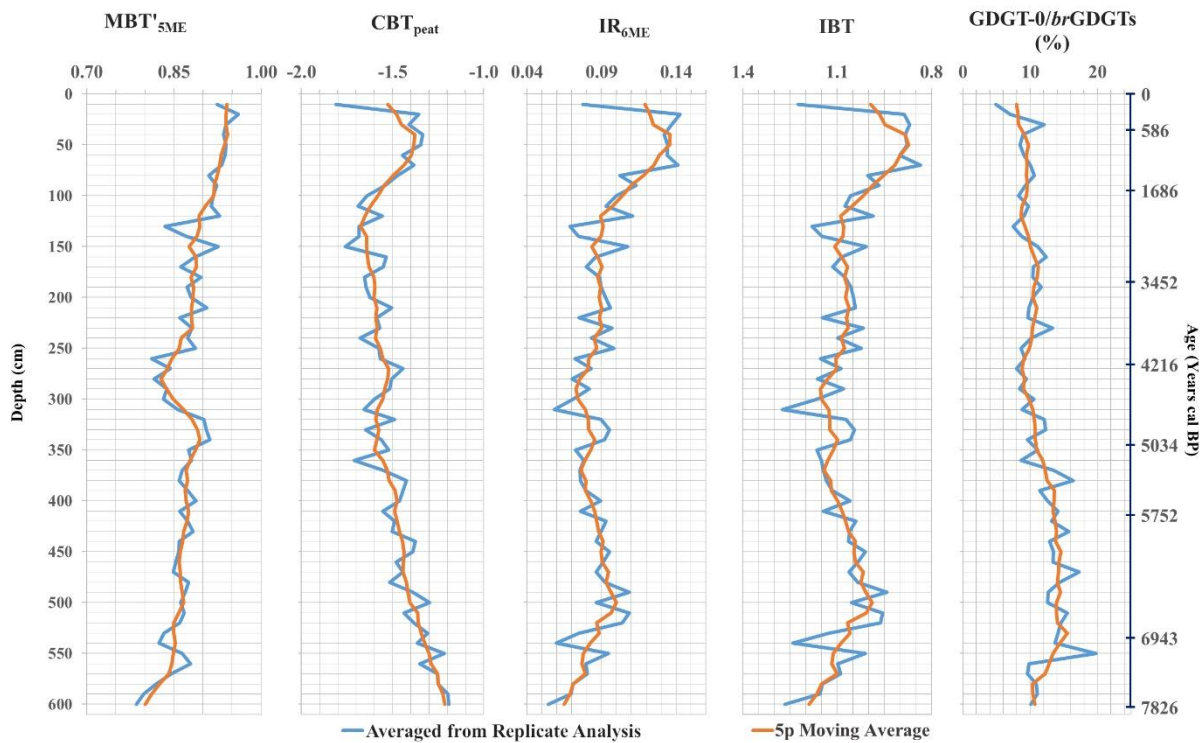 MBT'5ME
CBTpeat
IR6ME
IBT
GDGT-0/brGDGTs
(%)
0.70 0.85 1.00
-2.0 -1.5 -1.0
0.04 0.09 0.14
1.4 1.1 0.8
0 10 20
Depth (cm)
0
50
100
150
200
250
300
350
400
450
500
550
600
0
586
1686
3452
4216
5034
5752
6943
7826
Age (Years cal BP)
Averaged from Replicate Analysis
5p Moving Average